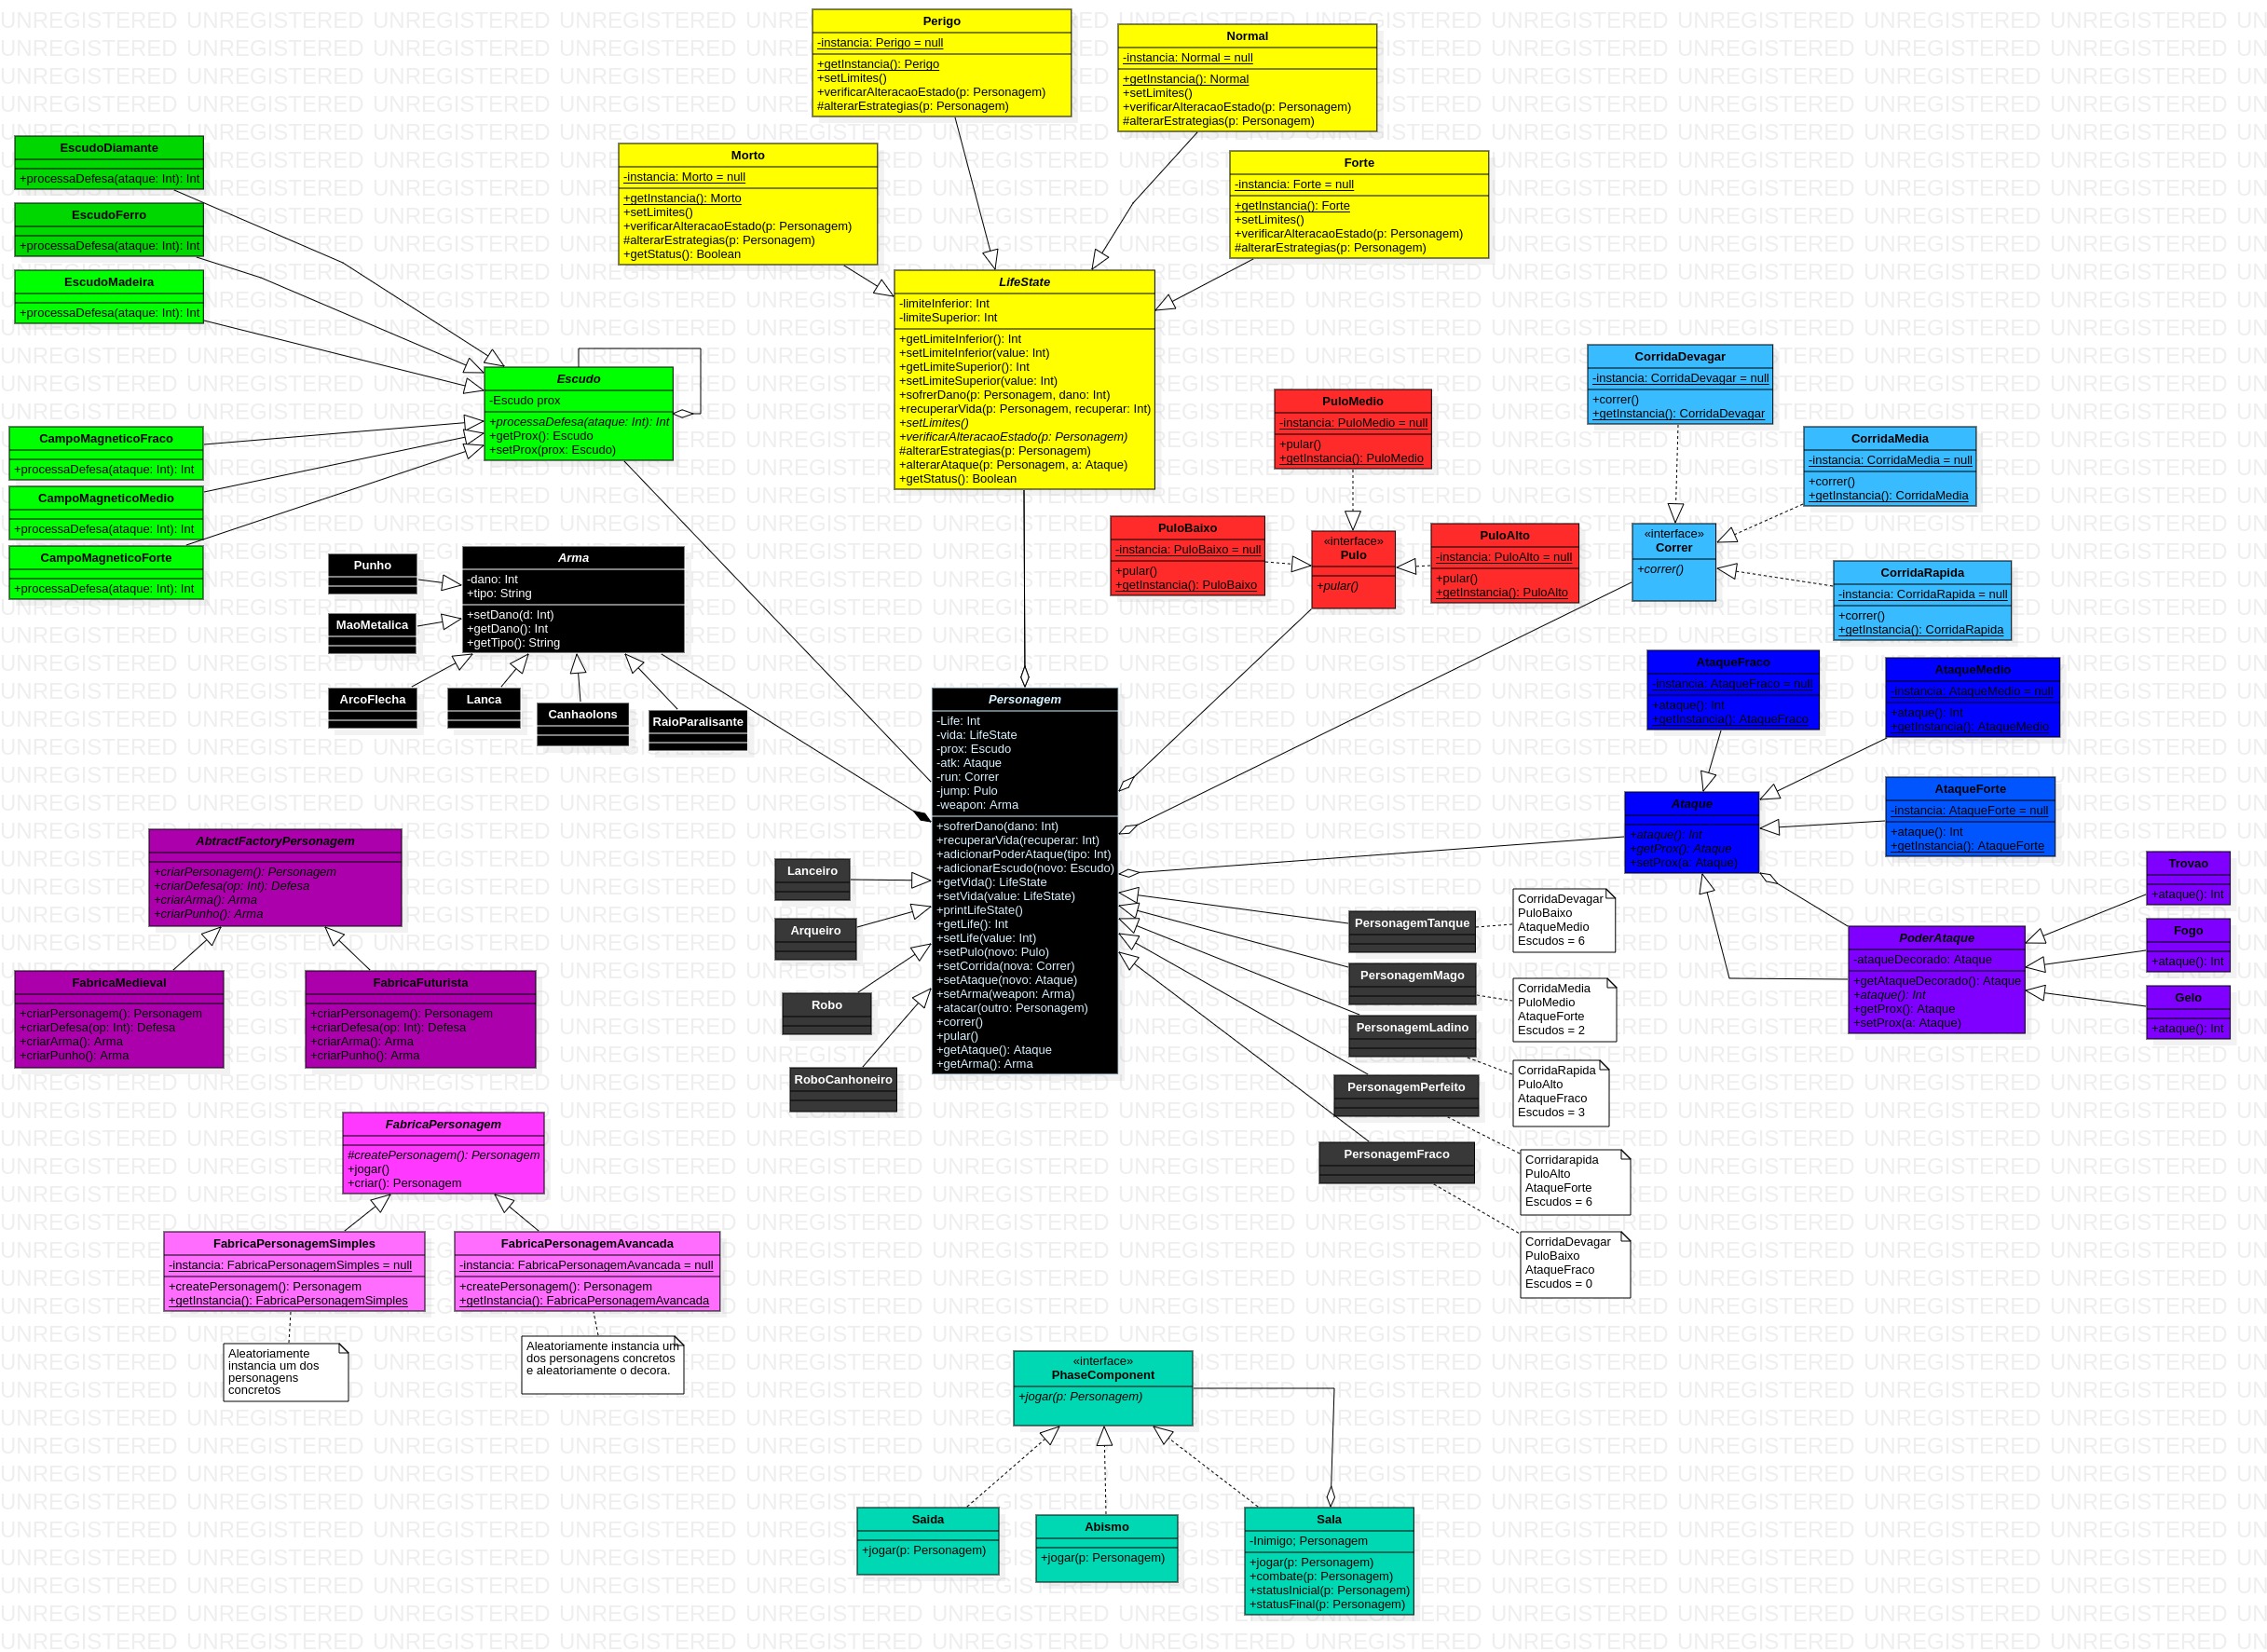 Perigo
-instancia: Perigo = null
+getInstancia(): Perigo
+setLimites()
+verificarAlteracaoEstado(p: Personagem)
#alterarEstrategias(p: Personagem)
Normal
-instancia: Normal = null
+getInstancia(): Normal
+setLimites()
+verificarAlteracaoEstado(p: Personagem)
#alterarEstrategias(p: Personagem)
Morto
-instancia: Morto = null
+getInstancia(): Morto
+setLimites()
+verificarAlteracaoEstado(p: Personagem)
#alterarEstrategias(p: Personagem)
+getStatus(): Boolean
Forte
-instancia: Forte = null
+getInstancia(): Forte
+setLimites()
+verificarAlteracaoEstado(p: Personagem)
#alterarEstrategias(p: Personagem)
EscudoDiamante
+processaDefesa(ataque: Int): Int
EscudoFerro
+processaDefesa(ataque: Int): Int
EscudoMadeira
+processaDefesa(ataque: Int): Int
LifeState
-limiteInferior: Int
-limiteSuperior: Int
+getLimiteInferior(): Int
+setLimiteInferior(value: Int)
+getLimiteSuperior(): Int
+setLimiteSuperior(value: Int)
+sofrerDano(p: Personagem, dano: Int)
+recuperarVida(p: Personagem, recuperar: Int)
+setLimites()
+verificarAlteracaoEstado(p: Personagem)
#alterarEstrategias(p: Personagem)
+alterarAtaque(p: Personagem, a: Ataque)
+getStatus(): Boolean
Escudo
-Escudo prox
+processaDefesa(ataque: Int): Int
+getProx(): Escudo
+setProx(prox: Escudo)
CampoMagneticoFraco
+processaDefesa(ataque: Int): Int
CampoMagneticoMedio
+processaDefesa(ataque: Int): Int
CampoMagneticoForte
+processaDefesa(ataque: Int): Int
PuloMedio
-instancia: PuloMedio = null
+pular()
+getInstancia(): PuloMedio
PuloBaixo
-instancia: PuloBaixo = null
+pular()
+getInstancia(): PuloBaixo
«interface»
Pulo
+pular()
PuloAlto
-instancia: PuloAlto = null
+pular()
+getInstancia(): PuloAlto
CorridaDevagar
-instancia: CorridaDevagar = null
+correr()
+getInstancia(): CorridaDevagar
CorridaMedia
-instancia: CorridaMedia = null
+correr()
+getInstancia(): CorridaMedia
«interface»
Correr
+correr()
CorridaRapida
-instancia: CorridaRapida = null
+correr()
+getInstancia(): CorridaRapida
Punho
MaoMetalica
ArcoFlecha
Lanca
CanhaoIons
RaioParalisante
Arma
-dano: Int
+tipo: String
+setDano(d: Int)
+getDano(): Int
+getTipo(): String
Personagem
-Life: Int
-vida: LifeState
-prox: Escudo
-atk: Ataque
-run: Correr
-jump: Pulo
-weapon: Arma
+sofrerDano(dano: Int)
+recuperarVida(recuperar: Int)
+adicionarPoderAtaque(tipo: Int)
+adicionarEscudo(novo: Escudo)
+getVida(): LifeState
+setVida(value: LifeState)
+printLifeState()
+getLife(): Int
+setLife(value: Int)
+setPulo(novo: Pulo)
+setCorrida(nova: Correr)
+setAtaque(novo: Ataque)
+setArma(weapon: Arma)
+atacar(outro: Personagem)
+correr()
+pular()
+getAtaque(): Ataque
+getArma(): Arma
AtaqueFraco
-instancia: AtaqueFraco = null
+ataque(): Int
+getInstancia(): AtaqueFraco
AtaqueMedio
-instancia: AtaqueMedio = null
+ataque(): Int
+getInstancia(): AtaqueMedio
AtaqueForte
-instancia: AtaqueForte = null
+ataque(): Int
+getInstancia(): AtaqueForte
Ataque
+ataque(): Int
+getProx(): Ataque
+setProx(a: Ataque)
PoderAtaque
-ataqueDecorado: Ataque
+getAtaqueDecorado(): Ataque
+ataque(): Int
+getProx(): Ataque
+setProx(a: Ataque)
Trovao
+ataque(): Int
Fogo
+ataque(): Int
Gelo
+ataque(): Int
AbtractFactoryPersonagem
+criarPersonagem(): Personagem
+criarDefesa(op: Int): Defesa
+criarArma(): Arma
+criarPunho(): Arma
FabricaMedieval
+criarPersonagem(): Personagem
+criarDefesa(op: Int): Defesa
+criarArma(): Arma
+criarPunho(): Arma
FabricaFuturista
+criarPersonagem(): Personagem
+criarDefesa(op: Int): Defesa
+criarArma(): Arma
+criarPunho(): Arma
Lanceiro
Arqueiro
Robo
RoboCanhoneiro
PersonagemTanque
PersonagemMago
PersonagemLadino
PersonagemPerfeito
PersonagemFraco
CorridaDevagar
PuloBaixo
AtaqueMedio
Escudos = 6
CorridaMedia
PuloMedio
AtaqueForte
Escudos = 2
CorridaRapida
PuloAlto
AtaqueFraco
Escudos = 3
Corridarapida
PuloAlto
AtaqueForte
Escudos = 6
CorridaDevagar
PuloBaixo
AtaqueFraco
Escudos = 0
FabricaPersonagem
#createPersonagem(): Personagem
+jogar()
+criar(): Personagem
FabricaPersonagemSimples
-instancia: FabricaPersonagemSimples = null
+createPersonagem(): Personagem
+getInstancia(): FabricaPersonagemSimples
FabricaPersonagemAvancada
-instancia: FabricaPersonagemAvancada = null
+createPersonagem(): Personagem
+getInstancia(): FabricaPersonagemAvancada
Aleatoriamente
instancia um dos
personagens
concretos
Aleatoriamente instancia um
dos personagens concretos
e aleatoriamente o decora.
«interface»
PhaseComponent
+jogar(p: Personagem)
Saida
+jogar(p: Personagem)
Abismo
+jogar(p: Personagem)
Sala
-Inimigo; Personagem
+jogar(p: Personagem)
+combate(p: Personagem)
+statusInicial(p: Personagem)
+statusFinal(p: Personagem)